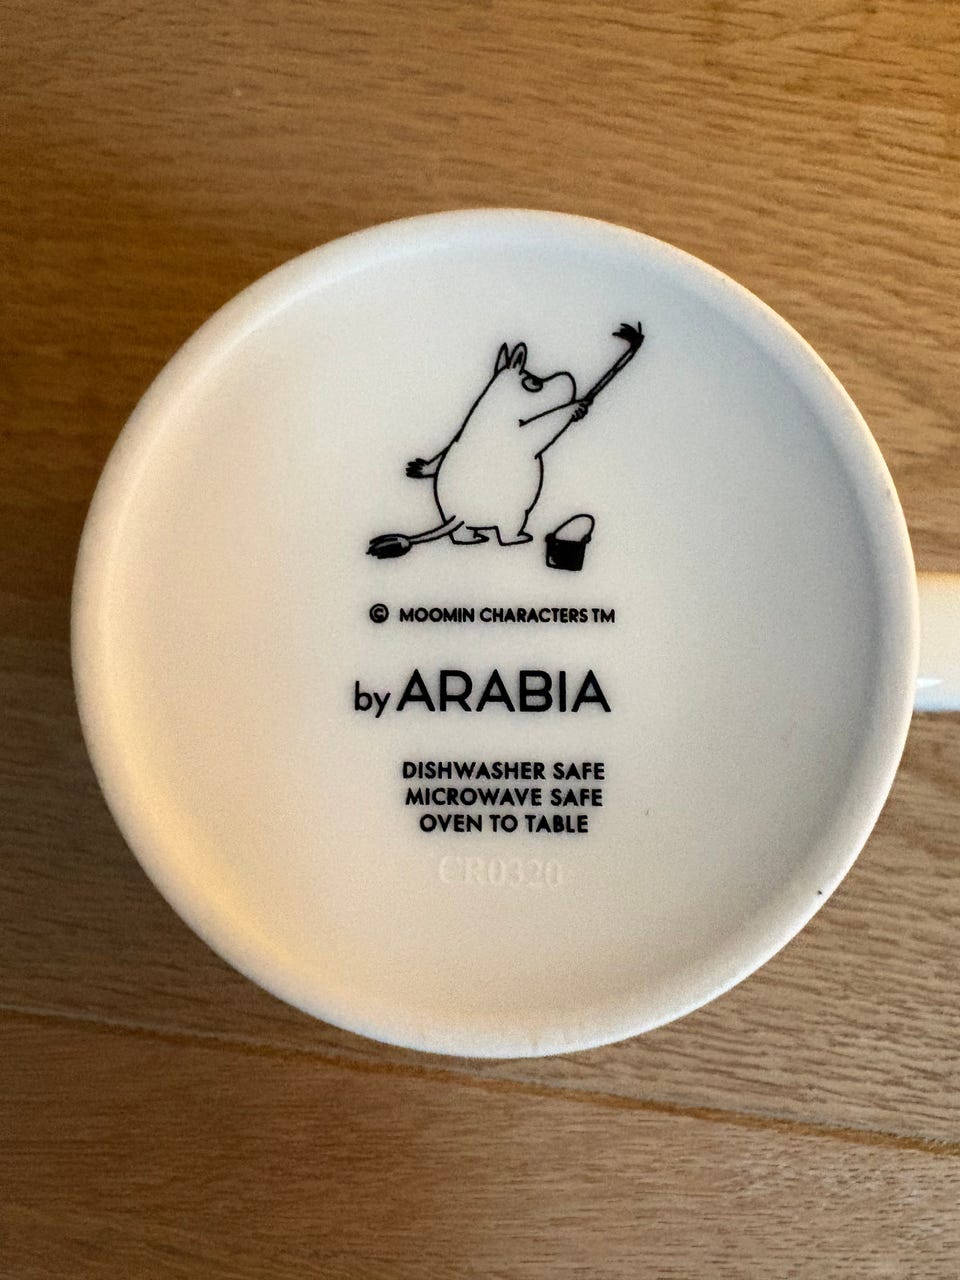 © MOOMIN CHARACTERS TM
by ARABIA
DISHWASHER SAFE
MICROWAVE SAFE
OVEN TO TABLE
CR0320